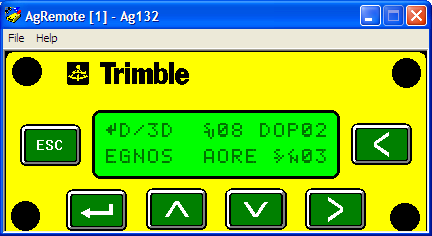 AgRemote [1] - Ag132
File Help
Trimble
D/3D 08 DOP02
ESC
EGNOS AORE 03